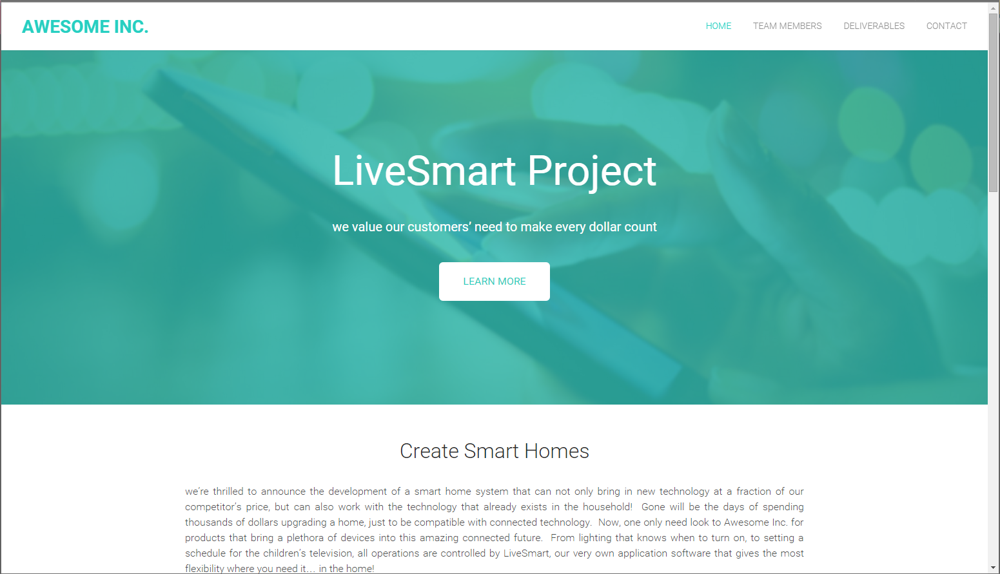 AWESOME INC.
HOME TEAM MEMBERS DELIVERABLES CONTACT
LiveSmart Project
we value our customers’ need to make every dollar count
LEARN MORE
Create Smart Homes
we’re thrilled to announce the development of a smart home system that can not only bring in new technology at a fraction of our
competitor’s price, but can also work with the technology that already exists in the household!  Gone will be the days of spending
thousands of dollars upgrading a home, just to be compatible with connected technology.  Now, one only need look to Awesome Inc. for
products that bring a plethora of devices into this amazing connected future.  From lighting that knows when to turn on, to setting a
schedule for the children’s television, all operations are controlled by LiveSmart, our very own application software that gives the most
flexibility where you need it… in the home!